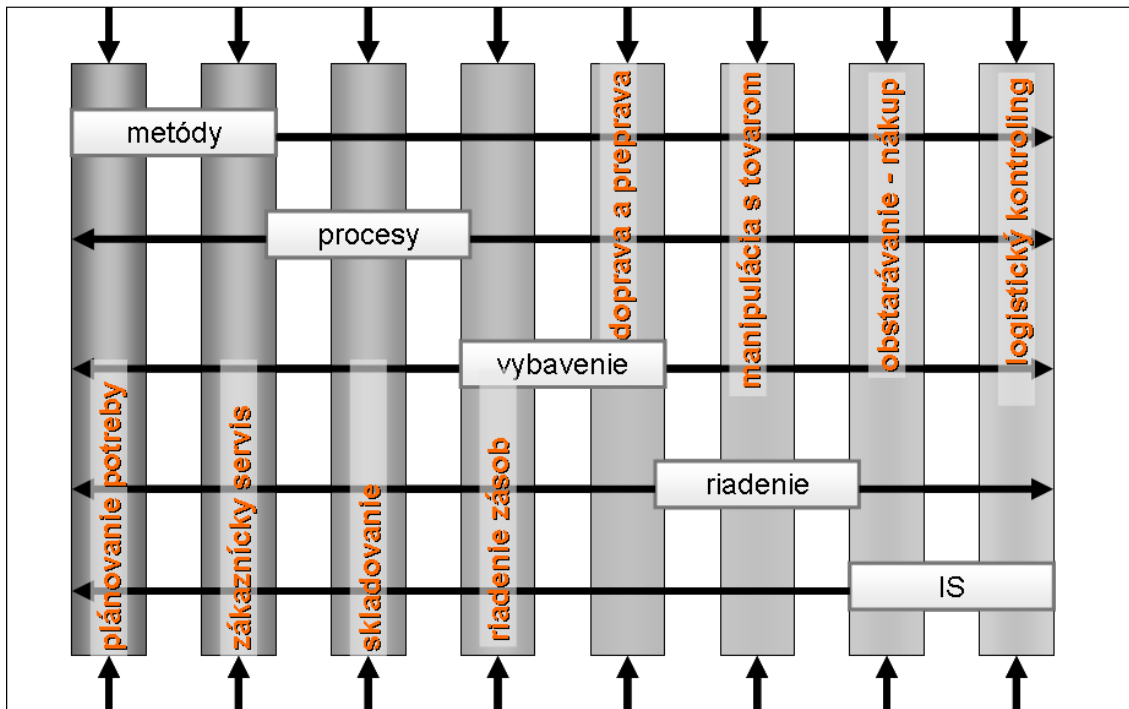 metódy
procesy
vybavenie
riadenie
IS
plánovanie potreby
zákaznícky servis
skladovanie
riadenie zásob
doprava a preprava
manipulácia s tovarom
obstarávanie - nákup
logistický kontroling